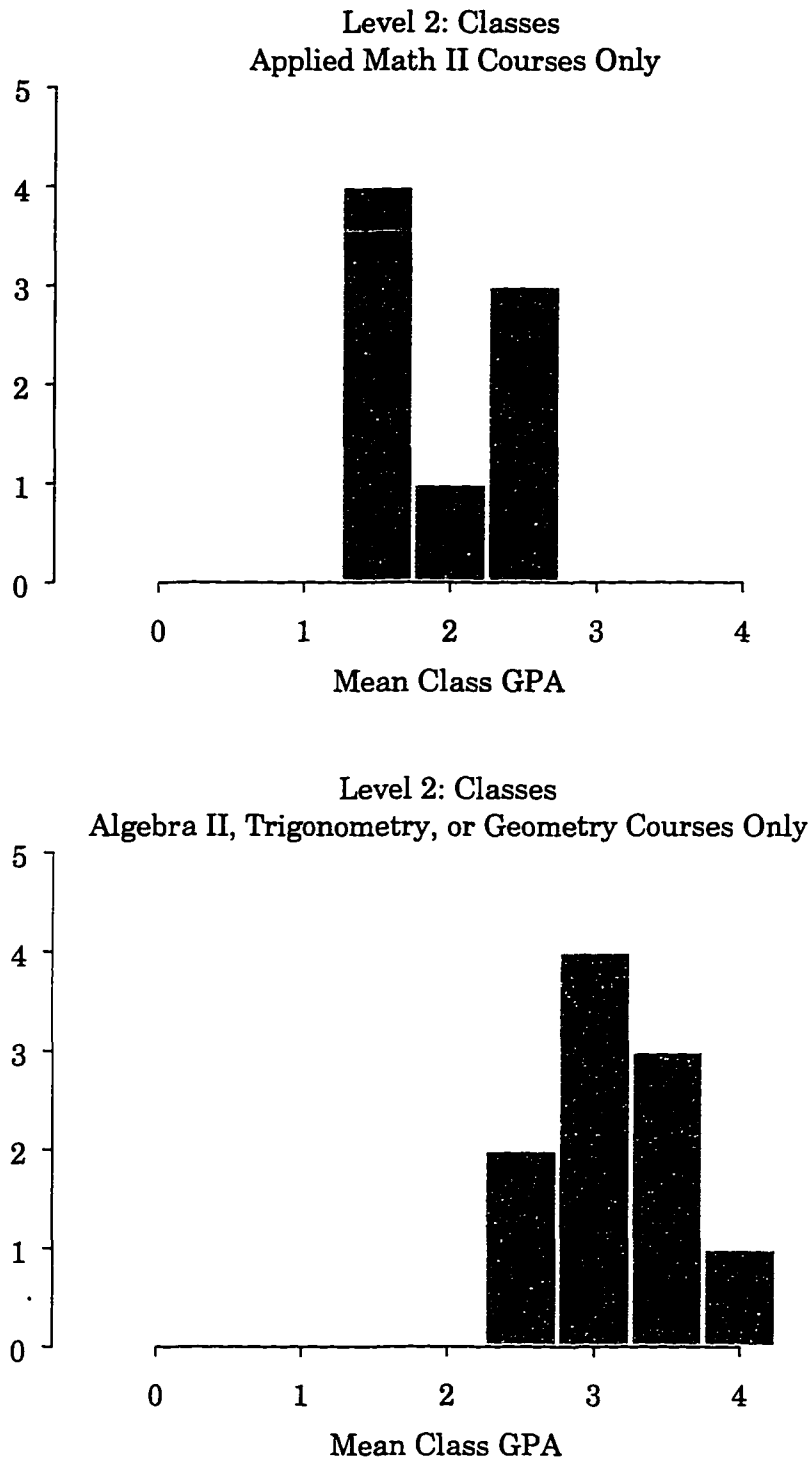 Level 2: Classes
Applied Math II Courses Only
5
4
3
2
1
0
0 1 2 3 4
Mean Class GPA
Level 2: Classes
Algebra II, Trigonometry, or Geometry Courses Only
5
4
3
2
1
0
0 1 2 3 4
Mean Class GPA